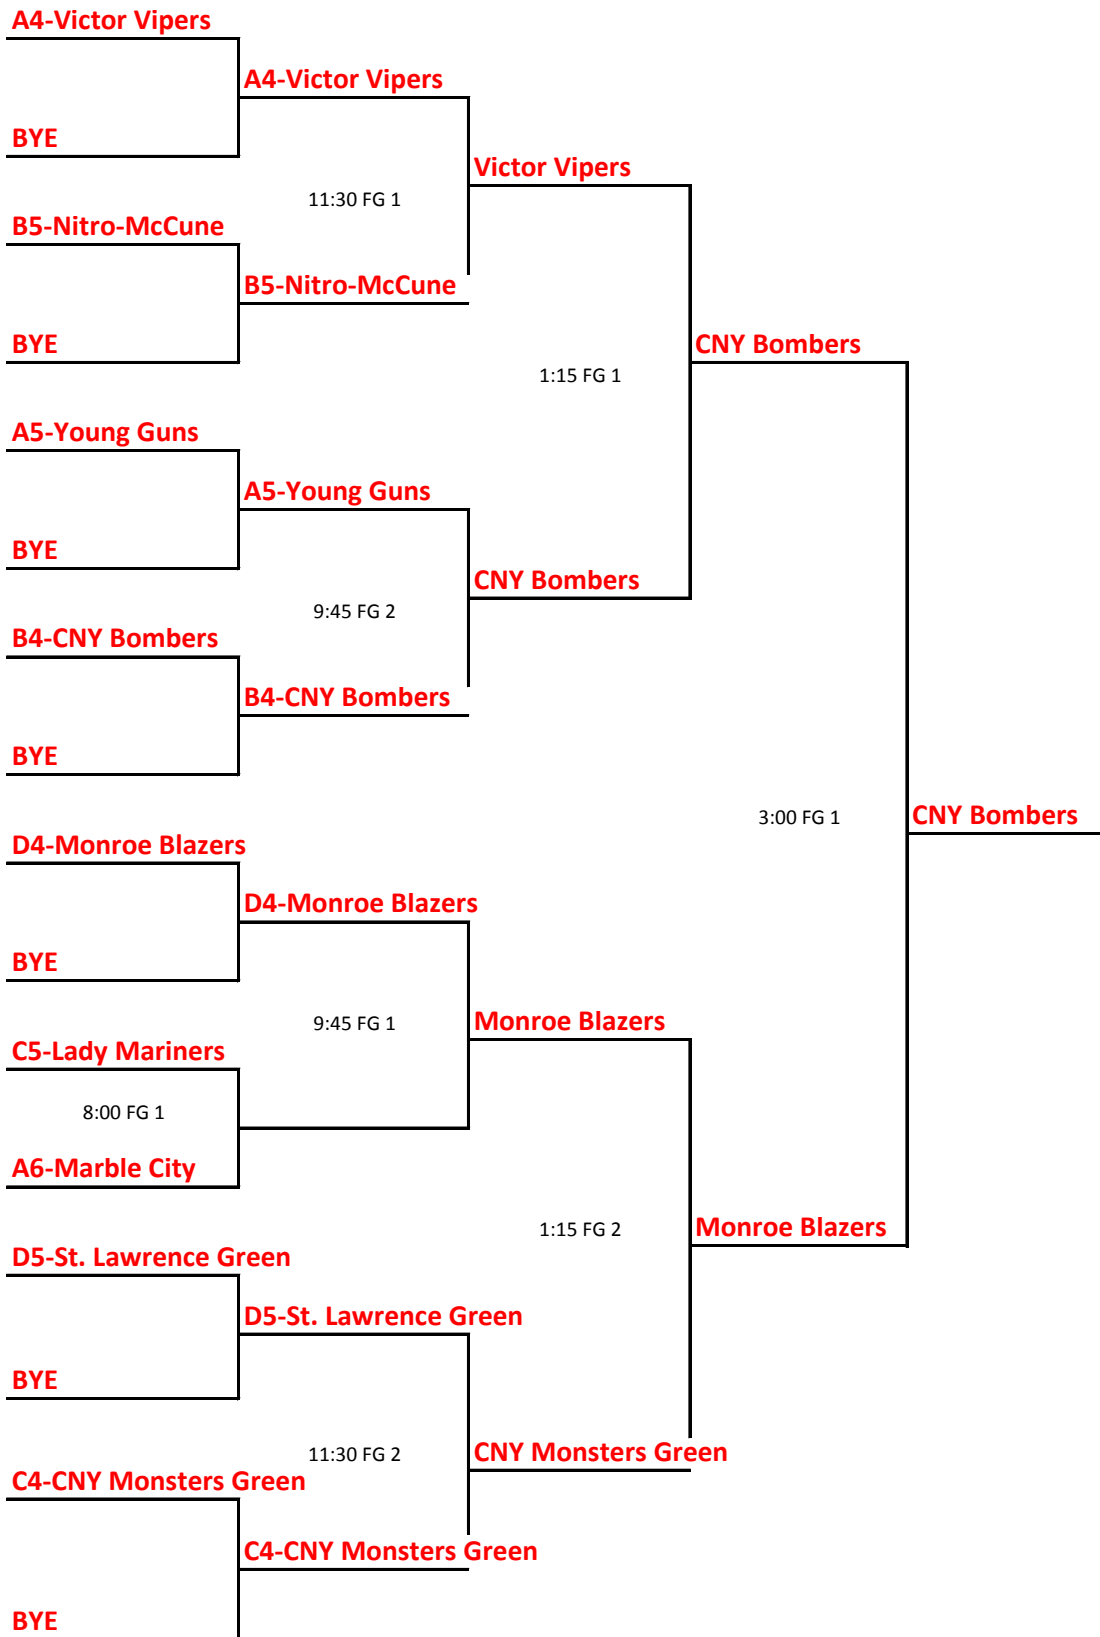 A4-Victor Vipers
A4-Victor Vipers
BYE
Victor Vipers
11:30 FG 1
B5-Nitro-McCune
B5-Nitro-McCune
BYE
CNY Bombers
1:15 FG 1
A5-Young Guns
A5-Young Guns
BYE
CNY Bombers
9:45 FG 2
B4-CNY Bombers
B4-CNY Bombers
BYE
3:00 FG 1
CNY Bombers
D4-Monroe Blazers
D4-Monroe Blazers
BYE
9:45 FG 1
Monroe Blazers
C5-Lady Mariners
8:00 FG 1
A6-Marble City
1:15 FG 2
Monroe Blazers
D5-St. Lawrence Green
D5-St. Lawrence Green
BYE
11:30 FG 2
CNY Monsters Green
C4-CNY Monsters Green
C4-CNY Monsters Green
BYE